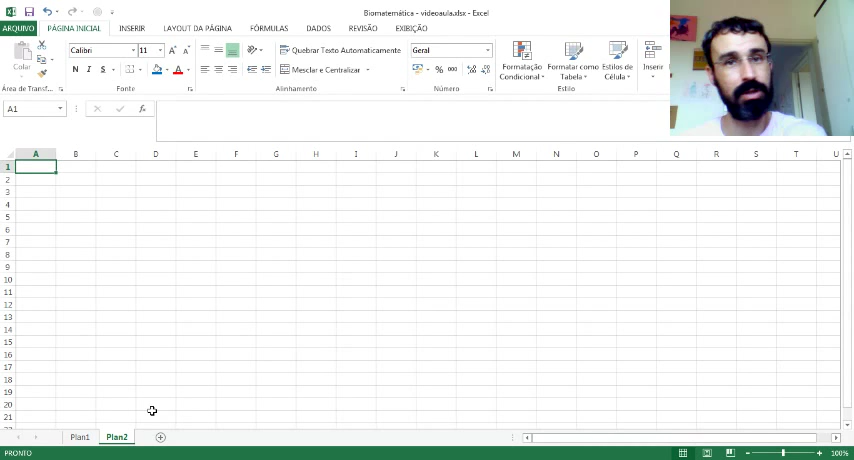 Biomatemática - videoaula.xlsx - Excel
ARQUIVO PÁGINA INICIAL INSERIR LAYOUT DA PÁGINA FÓRMULAS DADOS REVISÃO EXIBIÇÃO
Colar
Calibri 11
N I S
Quebrar Texto Automaticamente
Mesclar e Centralizar
Geral
% 000
Formatação Condicional
Formatar como Tabela
Estilos de Célula
Inserir
Área de Transf... Fonte Alinhamento Número Estilo
A1 fx
A B C D E F G H I J K L M N O P Q R S T U
1
2
3
4
5
6
7
8
9
10
11
12
13
14
15
16
17
18
19
20
21
Plan1 Plan2
PRONTO 100%